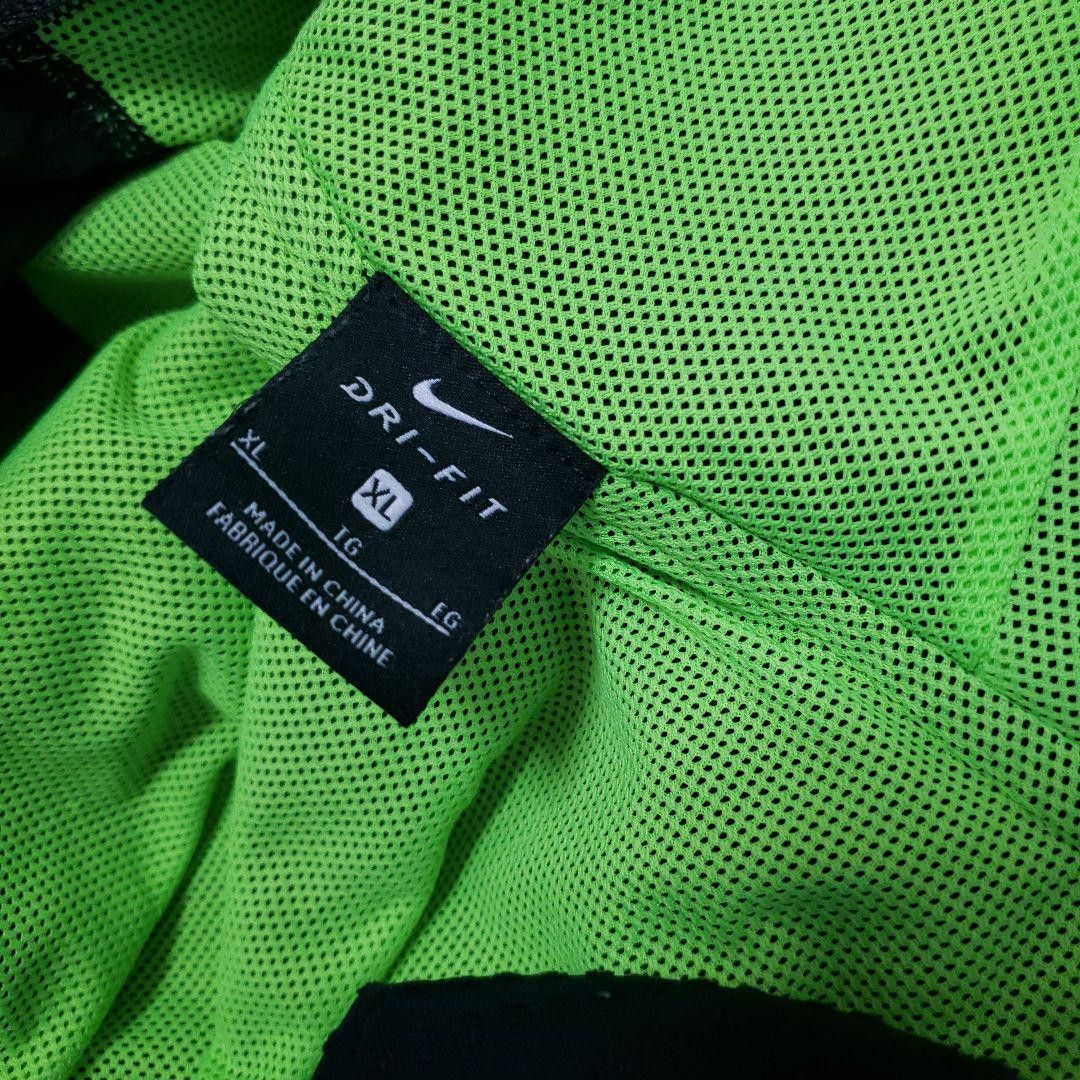 DRI-FIT
XL
XL TG EG
MADE IN CHINA
FABRIQUE EN CHINE